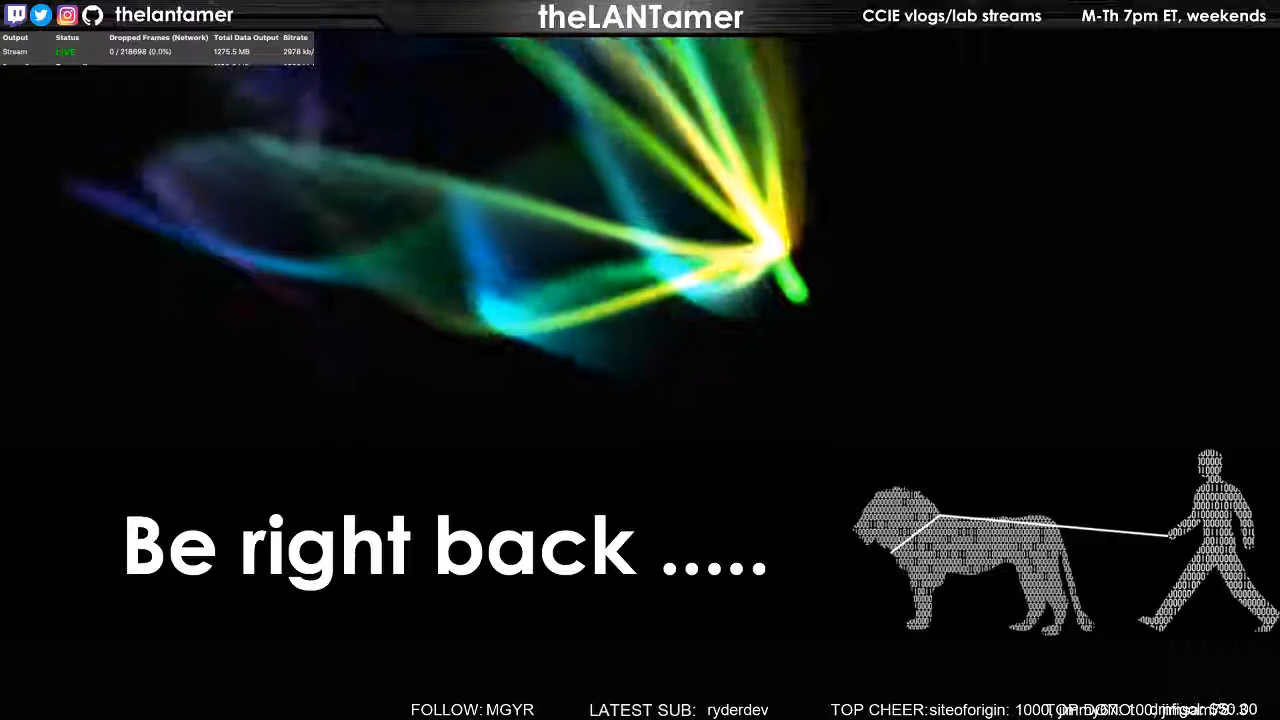 thelantamer
theLANTamer
CCIE vlogs/lab streams M-Th 7pm ET, weekends
Output Status Dropped Frames (Network) Total Data Output Bitrate
Stream LIVE 0 / 218698 (0.0%) 1275.5 MB 2978 kb/
Be right back .....
FOLLOW: MGYR LATEST SUB: ryderdev TOP CHEER: siteoforigin: 1000